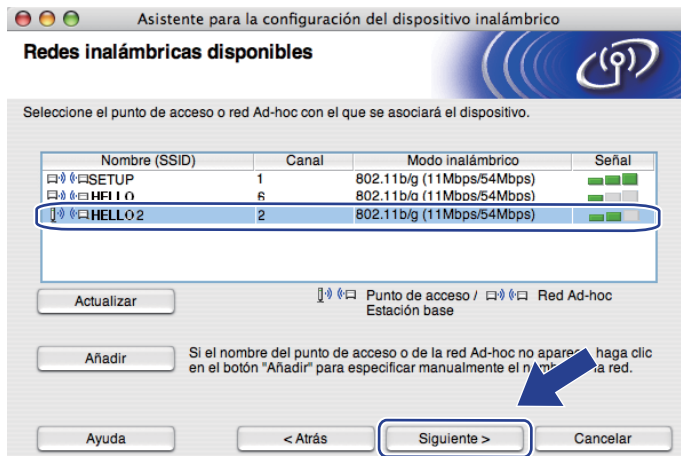 Asistente para la configuración del dispositivo inalámbrico
Redes inalámbricas disponibles
Seleccione el punto de acceso o red Ad-hoc con el que se asociará el dispositivo.
Nombre (SSID) Canal Modo inalámbrico Señal
SETUP 1 802.11b/g (11Mbps/54Mbps)
HELLO 6 802.11b/g (11Mbps/54Mbps)
HELLO2 2 802.11b/g (11Mbps/54Mbps)
Actualizar
Punto de acceso / Red Ad-hoc
Estación base
Añadir
Si el nombre del punto de acceso o de la red Ad-hoc no haga clic
en el botón "Añadir" para especificar manualmente el red.
Ayuda < Atrás Siguiente > Cancelar